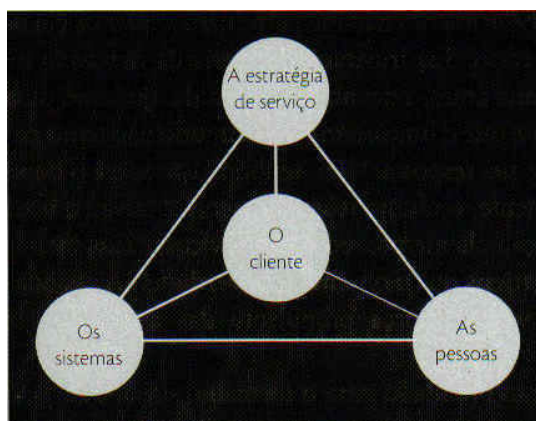 A estratégia
de serviço
O
cliente
Os
sistemas
As
pessoas